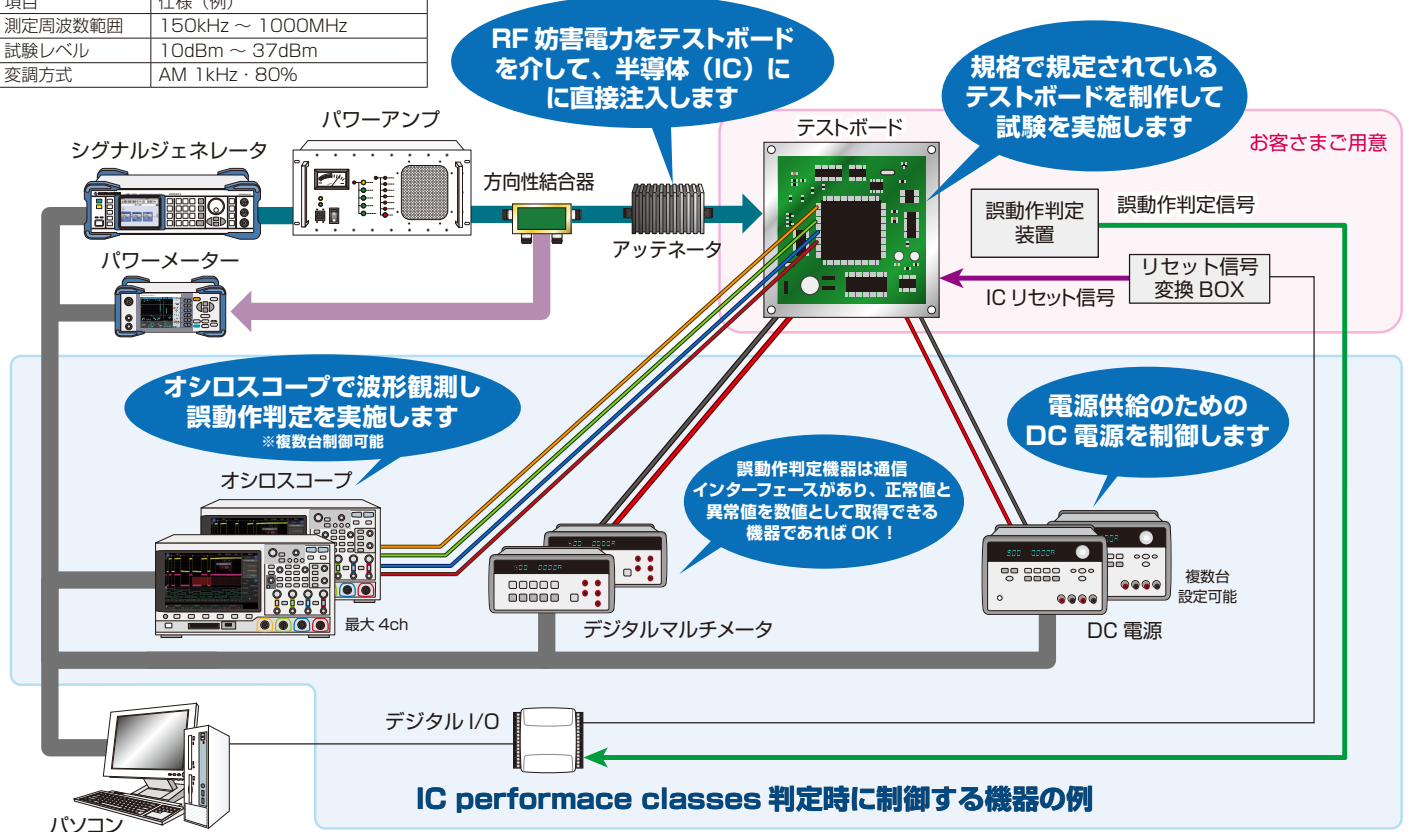 項目 仕様（例）
測定周波数範囲 150kHz ～ 1000MHz
試験レベル 10dBm ～ 37dBm
変調方式 AM 1kHz・80%
RF 妨害電力をテストボード
を介して、半導体（IC）に
に直接注入します
規格で規定されている
テストボードを制作して
試験を実施します
お客さまご用意
シグナルジェネレータ
パワーアンプ
方向性結合器
アッテネータ
テストボード
誤動作判定
装置
誤動作判定信号
リセット信号
変換 BOX
IC リセット信号
パワーメーター
オシロスコープで波形観測し
誤動作判定を実施します
※複数台制御可能
オシロスコープ
最大 4ch
誤動作判定機器は通信
インターフェースがあり、正常値と
異常値を数値として取得できる
機器であれば OK！
デジタルマルチメータ
電源供給のための
DC 電源を制御します
複数台
設定可能
DC 電源
デジタル I/O
パソコン
IC performace classes 判定時に制御する機器の例